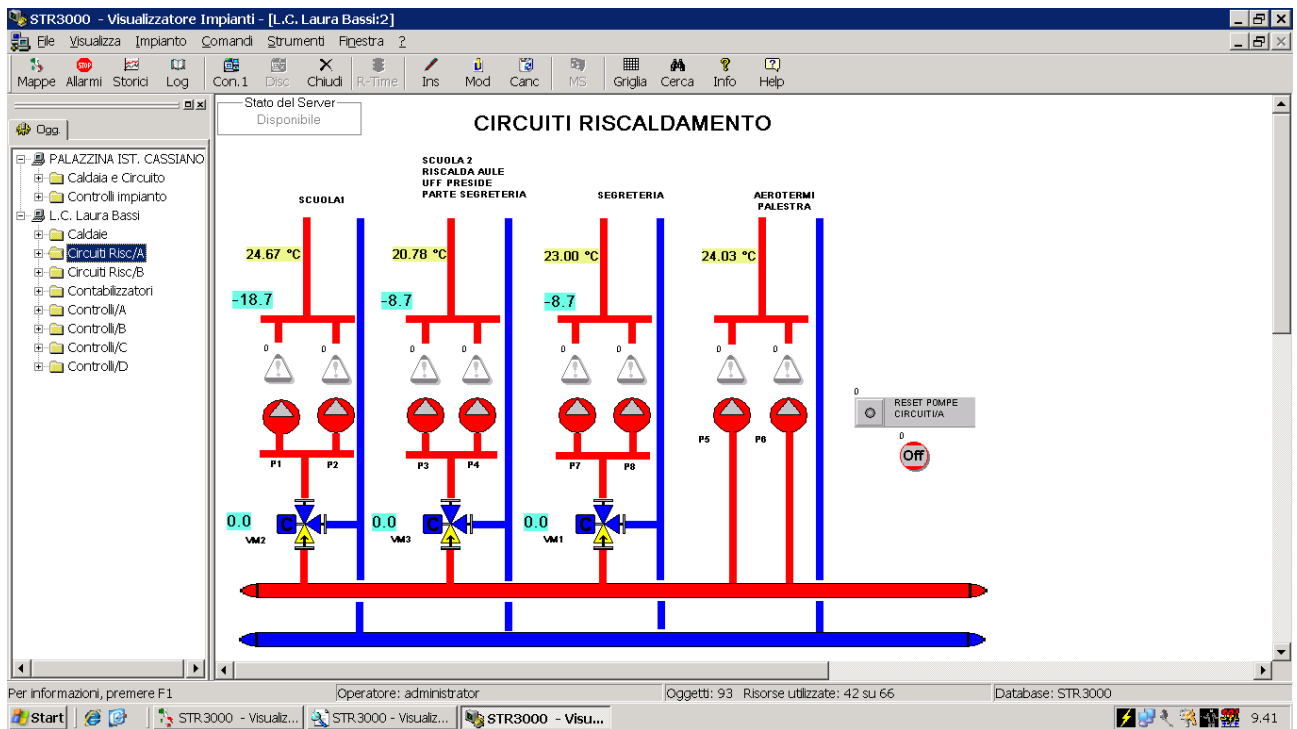 STR3000 - Visualizzatore Impianti - [L.C. Laura Bassi:2]
File Visualizza Impianto Comandi Strumenti Finestra ?
Mappe Allarmi Storici Log Con.1 Disc Chiudi R-Time Ins Mod Canc MS Griglia Cerca Info Help
Ogg.
PALAZZINA IST. CASSIANO
Caldaia e Circuito
Controlli impianto
L.C. Laura Bassi
Caldaie
Circuiti Risc/A
Circuiti Risc/B
Contabilizzatori
Controlli/A
Controlli/B
Controlli/C
Controlli/D
Stato del Server
Disponibile
CIRCUITI RISCALDAMENTO
SCUOLA1
SCUOLA 2
RISCALDA AULE
UFF PRESIDE
PARTE SEGRETERIA
SEGRETERIA
AEROTERMI
PALESTRA
24.67 °C 20.78 °C 23.00 °C 24.03 °C
-18.7 -8.7 -8.7
0 0 0 0 0 0 0 0
P1 P2 P3 P4 P7 P8 P5 P6
0
RESET POMPE
CIRCUITI/A
0
Off
0.0 C 0.0 C 0.0 C
VM2 VM3 VM1
Per informazioni, premere F1 Operatore: administrator Oggetti: 93 Risorse utilizzate: 42 su 66 Database: STR3000
Start STR3000 - Visualiz... STR3000 - Visualiz... STR3000 - Visu... 9.41